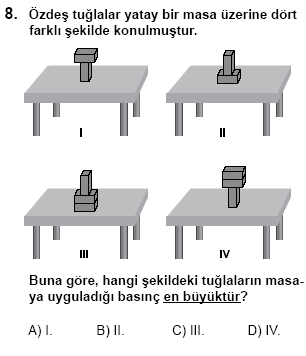 8. Özdeş tuğlalar yatay bir masa üzerine dört
farklı şekilde konulmuştur.
I
II
III
IV
Buna göre, hangi şekildeki tuğlaların masa-
ya uyguladığı basınç en büyüktür?
A) I. B) II. C) III. D) IV.